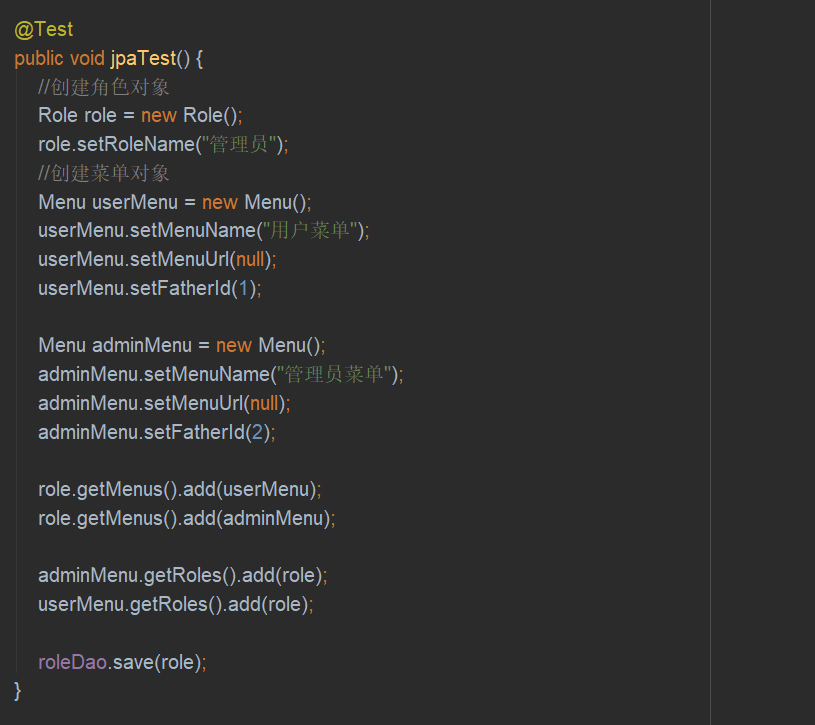 @Test
public void jpaTest() {
//创建角色对象
Role role = new Role();
role.setRoleName("管理员");
//创建菜单对象
Menu userMenu = new Menu();
userMenu.setMenuName("用户菜单");
userMenu.setMenuUrl(null);
userMenu.setFatherId(1);
Menu adminMenu = new Menu();
adminMenu.setMenuName("管理员菜单");
adminMenu.setMenuUrl(null);
adminMenu.setFatherId(2);
role.getMenus().add(userMenu);
role.getMenus().add(adminMenu);
adminMenu.getRoles().add(role);
userMenu.getRoles().add(role);
roleDao.save(role);
}